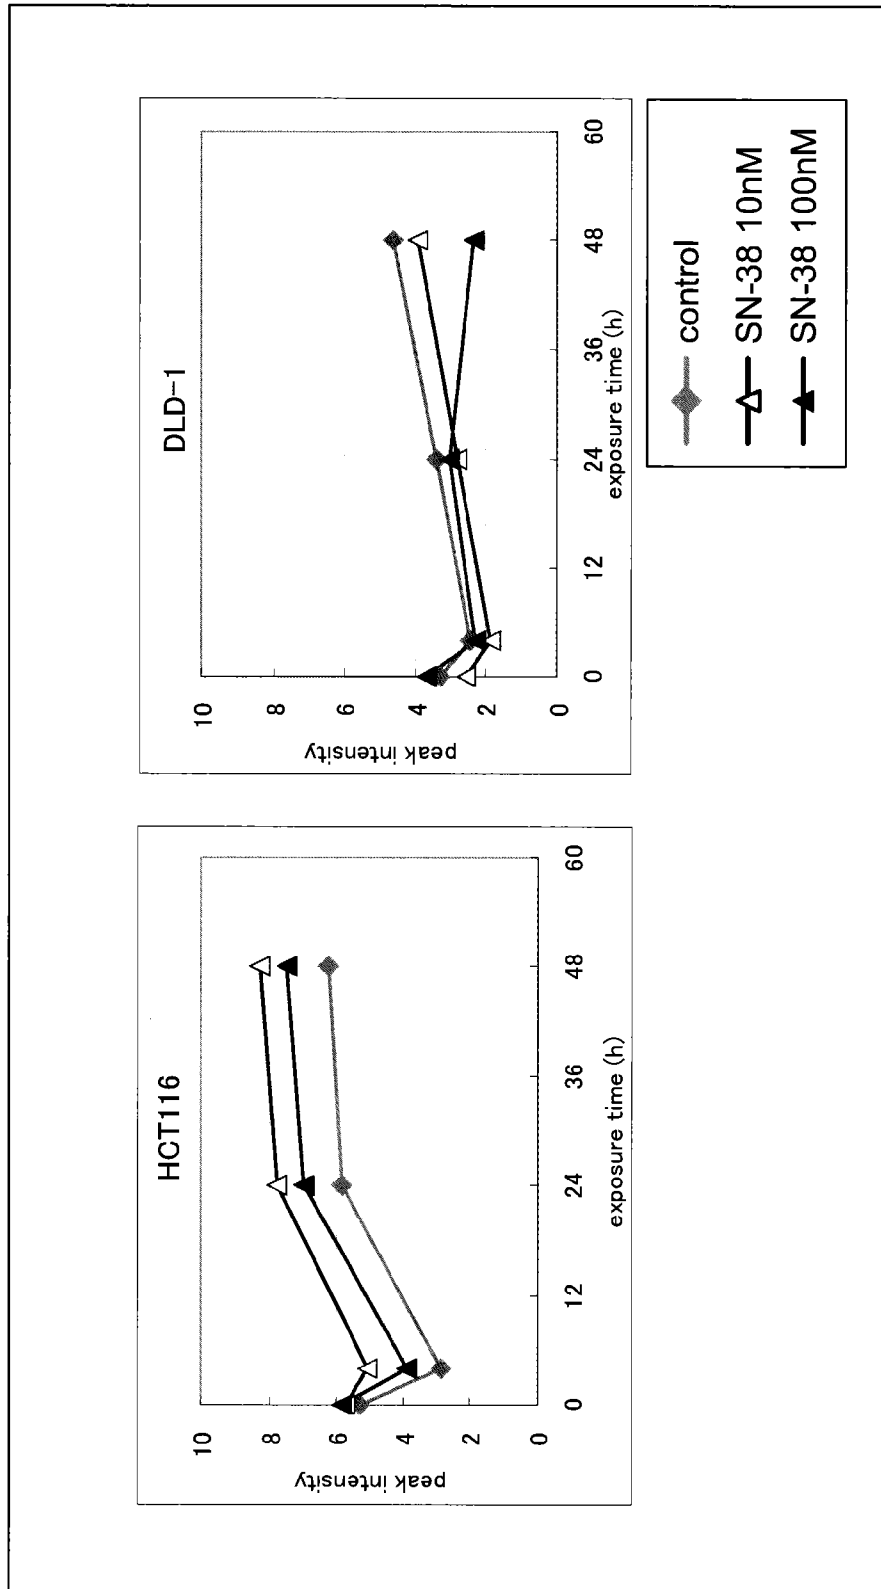 HCT116
peak intensity
10
8
6
4
2
0
0
12
24
36
48
60
exposure time (h)
DLD-1
peak intensity
10
8
6
4
2
0
0
12
24
36
48
60
exposure time (h)
control
SN-38 10nM
SN-38 100nM